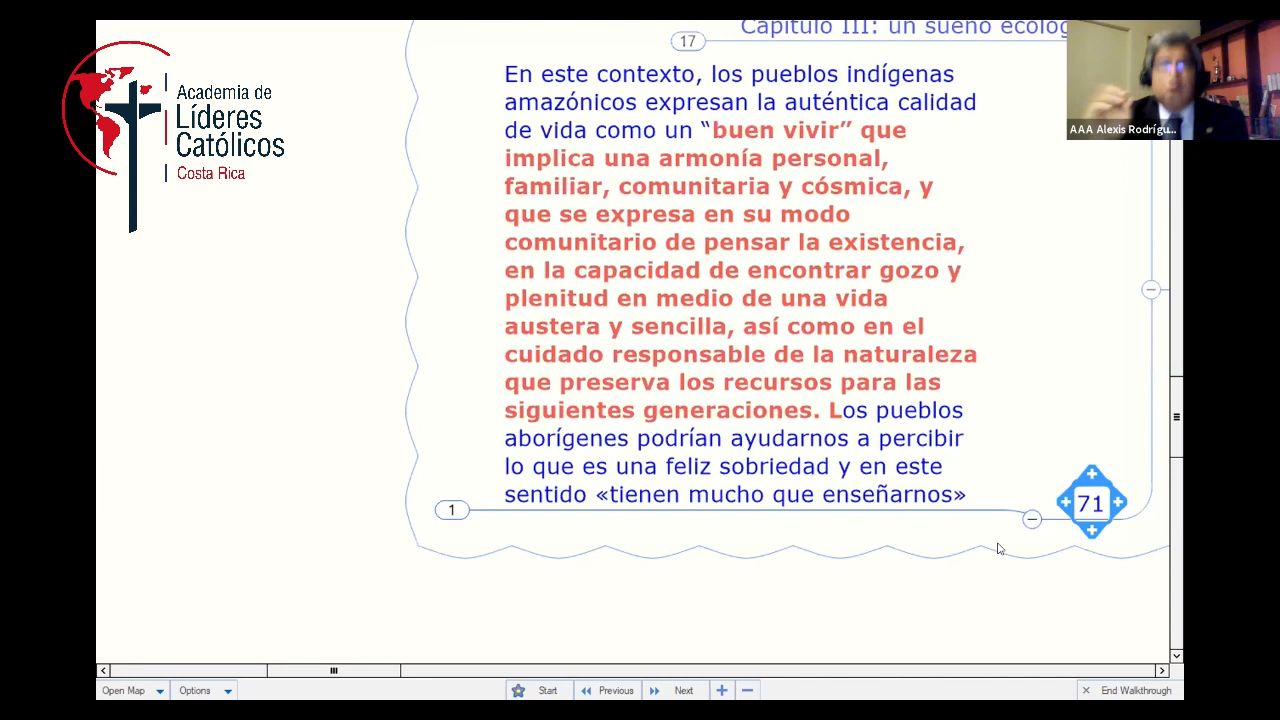 Academia de
Líderes
Católicos
Costa Rica
17
Capítulo III: un sueño ecológ
AAA Alexis Rodrígu...
En este contexto, los pueblos indígenas
amazónicos expresan la auténtica calidad
de vida como un “buen vivir” que
implica una armonía personal,
familiar, comunitaria y cósmica, y
que se expresa en su modo
comunitario de pensar la existencia,
en la capacidad de encontrar gozo y
plenitud en medio de una vida
austera y sencilla, así como en el
cuidado responsable de la naturaleza
que preserva los recursos para las
siguientes generaciones. Los pueblos
aborígenes podrían ayudarnos a percibir
lo que es una feliz sobriedad y en este
sentido «tienen mucho que enseñarnos»
1
71
Open Map Options Start Previous Next End Walkthrough